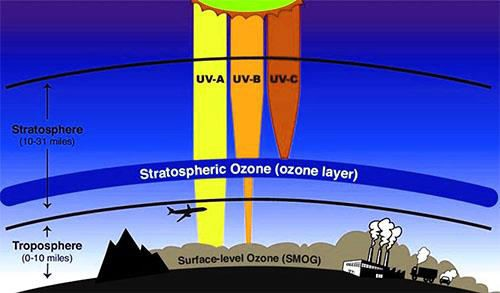 UV-A
UV-B
UV-C
Stratosphere
(10-31 miles)
Stratospheric Ozone (ozone layer)
Troposphere
(0-10 miles)
Surface-level Ozone (SMOG)